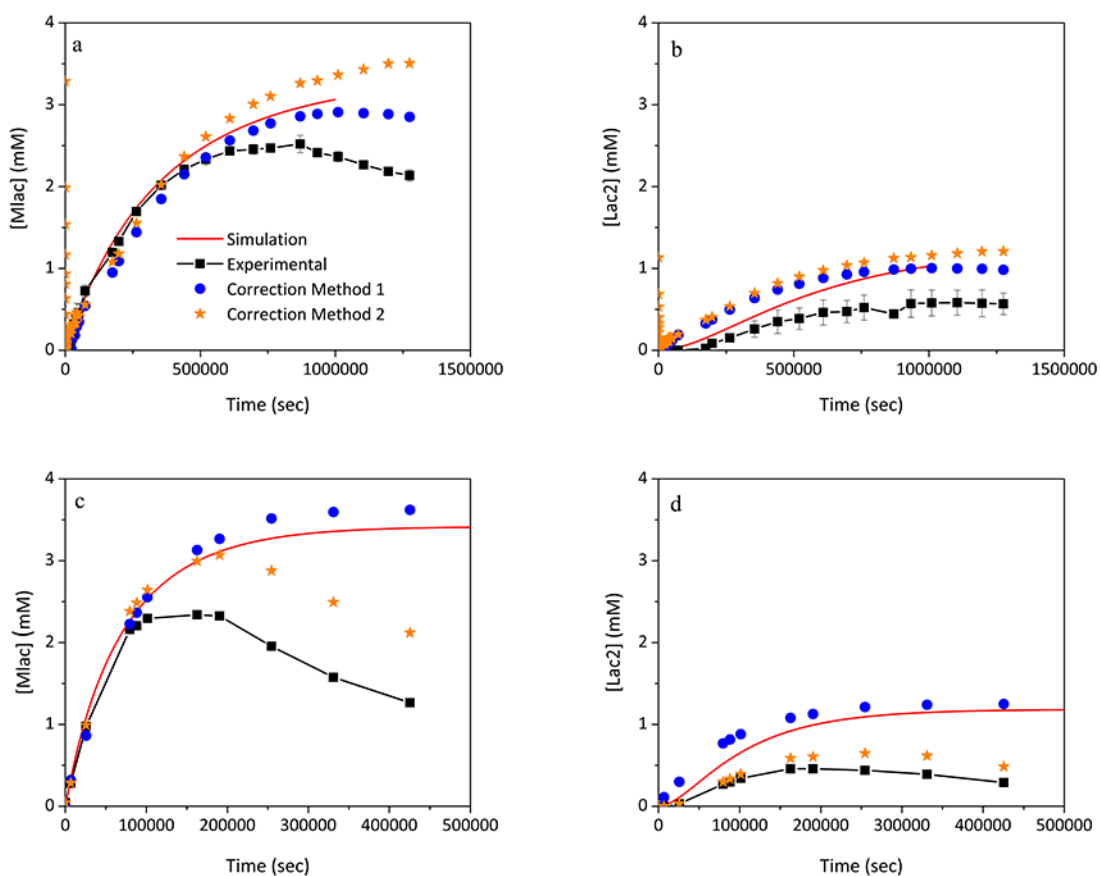 a
[Mlac] (mM)
4
3
2
1
0
Simulation
Experimental
Correction Method 1
Correction Method 2
0 500000 1000000 1500000
Time (sec)
b
[Lac2] (mM)
4
3
2
1
0
0 500000 1000000 1500000
Time (sec)
c
[Mlac] (mM)
4
3
2
1
0
0 100000 200000 300000 400000 500000
Time (sec)
d
[Lac2] (mM)
4
3
2
1
0
0 100000 200000 300000 400000 500000
Time (sec)